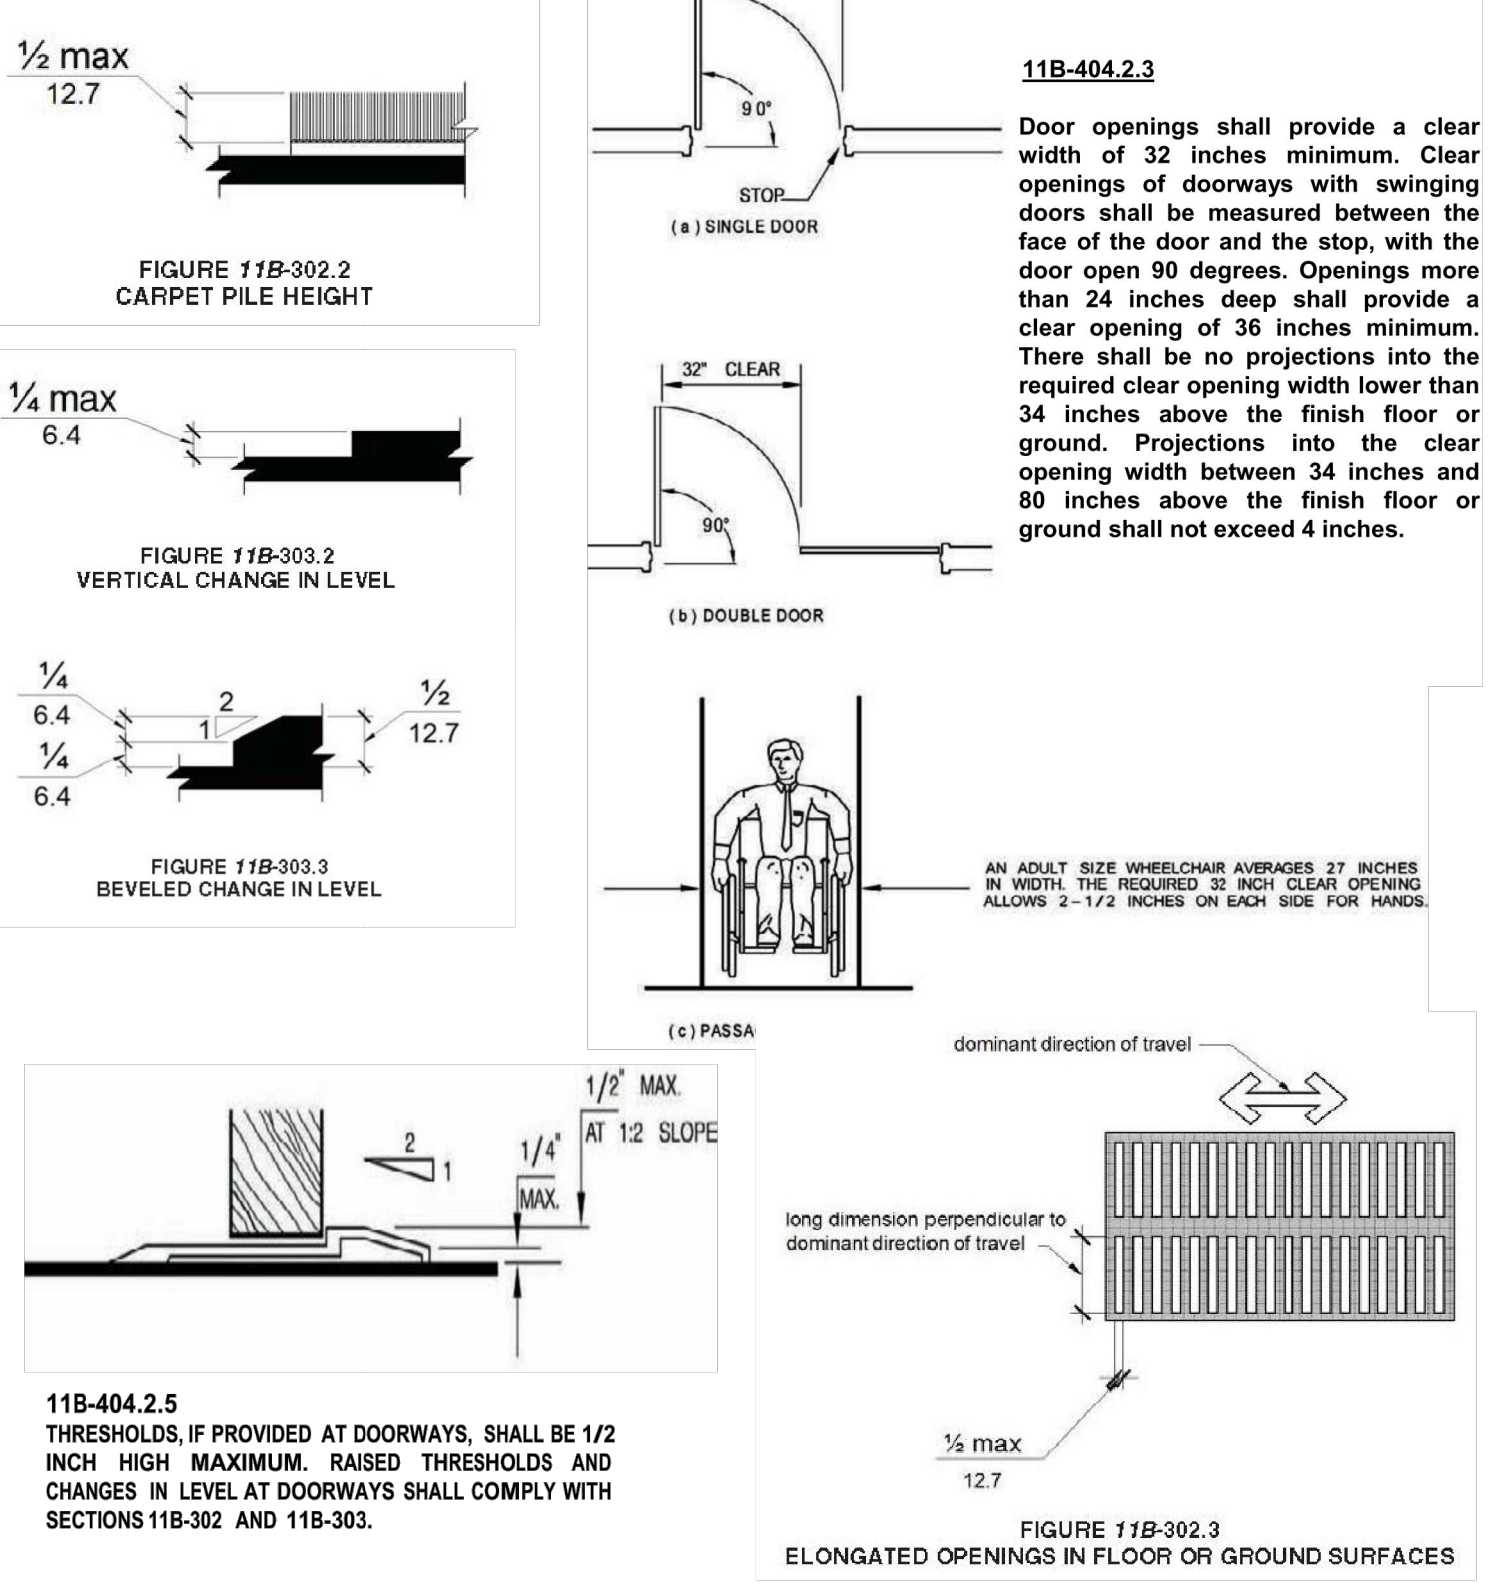 ½ max
12.7
FIGURE 11B-302.2
CARPET PILE HEIGHT
¼ max
6.4
FIGURE 11B-303.2
VERTICAL CHANGE IN LEVEL
¼
6.4
¼
6.4
2
1
½
12.7
FIGURE 11B-303.3
BEVELED CHANGE IN LEVEL
90°
STOP
(a) SINGLE DOOR
32" CLEAR
90°
(b) DOUBLE DOOR
11B-404.2.3
Door openings shall provide a clear
width of 32 inches minimum. Clear
openings of doorways with swinging
doors shall be measured between the
face of the door and the stop, with the
door open 90 degrees. Openings more
than 24 inches deep shall provide a
clear opening of 36 inches minimum.
There shall be no projections into the
required clear opening width lower than
34 inches above the finish floor or
ground. Projections into the clear
opening width between 34 inches and
80 inches above the finish floor or
ground shall not exceed 4 inches.
AN ADULT SIZE WHEELCHAIR AVERAGES 27 INCHES
IN WIDTH. THE REQUIRED 32 INCH CLEAR OPENING
ALLOWS 2-1/2 INCHES ON EACH SIDE FOR HANDS.
(c) PASSA
2
1
1/4"
MAX.
1/2" MAX.
AT 1:2 SLOPE
11B-404.2.5
THRESHOLDS, IF PROVIDED AT DOORWAYS, SHALL BE 1/2
INCH HIGH MAXIMUM. RAISED THRESHOLDS AND
CHANGES IN LEVEL AT DOORWAYS SHALL COMPLY WITH
SECTIONS 11B-302 AND 11B-303.
dominant direction of travel
long dimension perpendicular to
dominant direction of travel
½ max
12.7
FIGURE 11B-302.3
ELONGATED OPENINGS IN FLOOR OR GROUND SURFACES